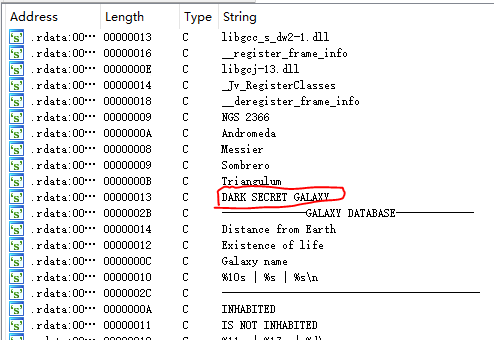 Address Length Type String
.rdata:00… 00000013 C libgcc_s_dw2-1.dll
.rdata:00… 00000016 C __register_frame_info
.rdata:00… 0000000E C libgcj-13.dll
.rdata:00… 00000014 C _Jv_RegisterClasses
.rdata:00… 00000018 C __deregister_frame_info
.rdata:00… 00000009 C NGS 2366
.rdata:00… 0000000A C Andromeda
.rdata:00… 00000008 C Messier
.rdata:00… 00000009 C Sombrero
.rdata:00… 0000000B C Triangulum
.rdata:00… 00000013 C DARK SECRET GALAXY
.rdata:00… 0000002B C ────────GALAXY DATABASE────────
.rdata:00… 00000014 C Distance from Earth
.rdata:00… 00000012 C Existence of life
.rdata:00… 0000000C C Galaxy name
.rdata:00… 00000010 C %10s | %s | %s\n
.rdata:00… 0000002C C
.rdata:00… 0000000A C INHABITED
.rdata:00… 00000011 C IS NOT INHABITED